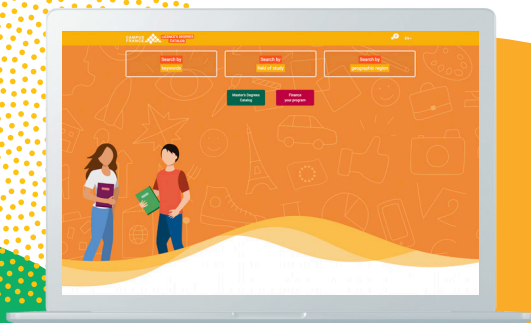 CAMPUS
FRANCE
EN
Search by
keywords
Search by
field of study
Search by
geographic region
Master's Degrees
Catalog
Finance
your program